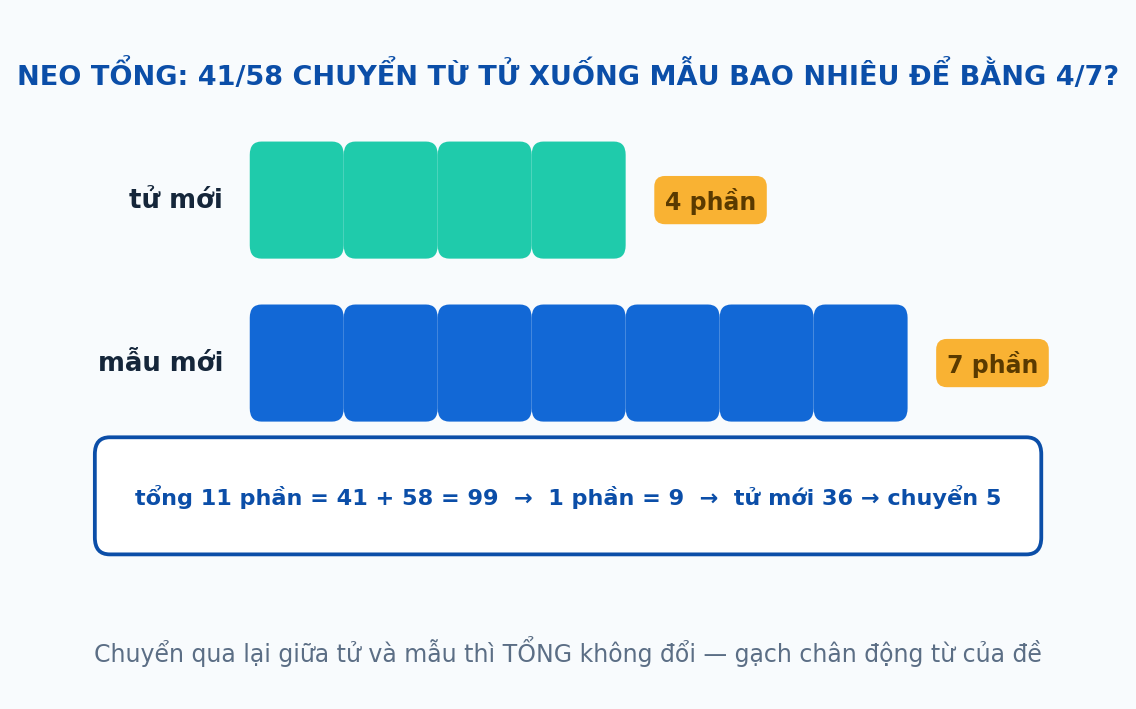 NEO TỔNG: 41/58 CHUYỂN TỪ TỬ XUỐNG MẪU BAO NHIÊU ĐỂ BẰNG 4/7?
tử mới
4 phần
mẫu mới
7 phần
tổng 11 phần = 41 + 58 = 99 → 1 phần = 9 → tử mới 36 → chuyển 5
Chuyển qua lại giữa tử và mẫu thì TỔNG không đổi — gạch chân động từ của đề